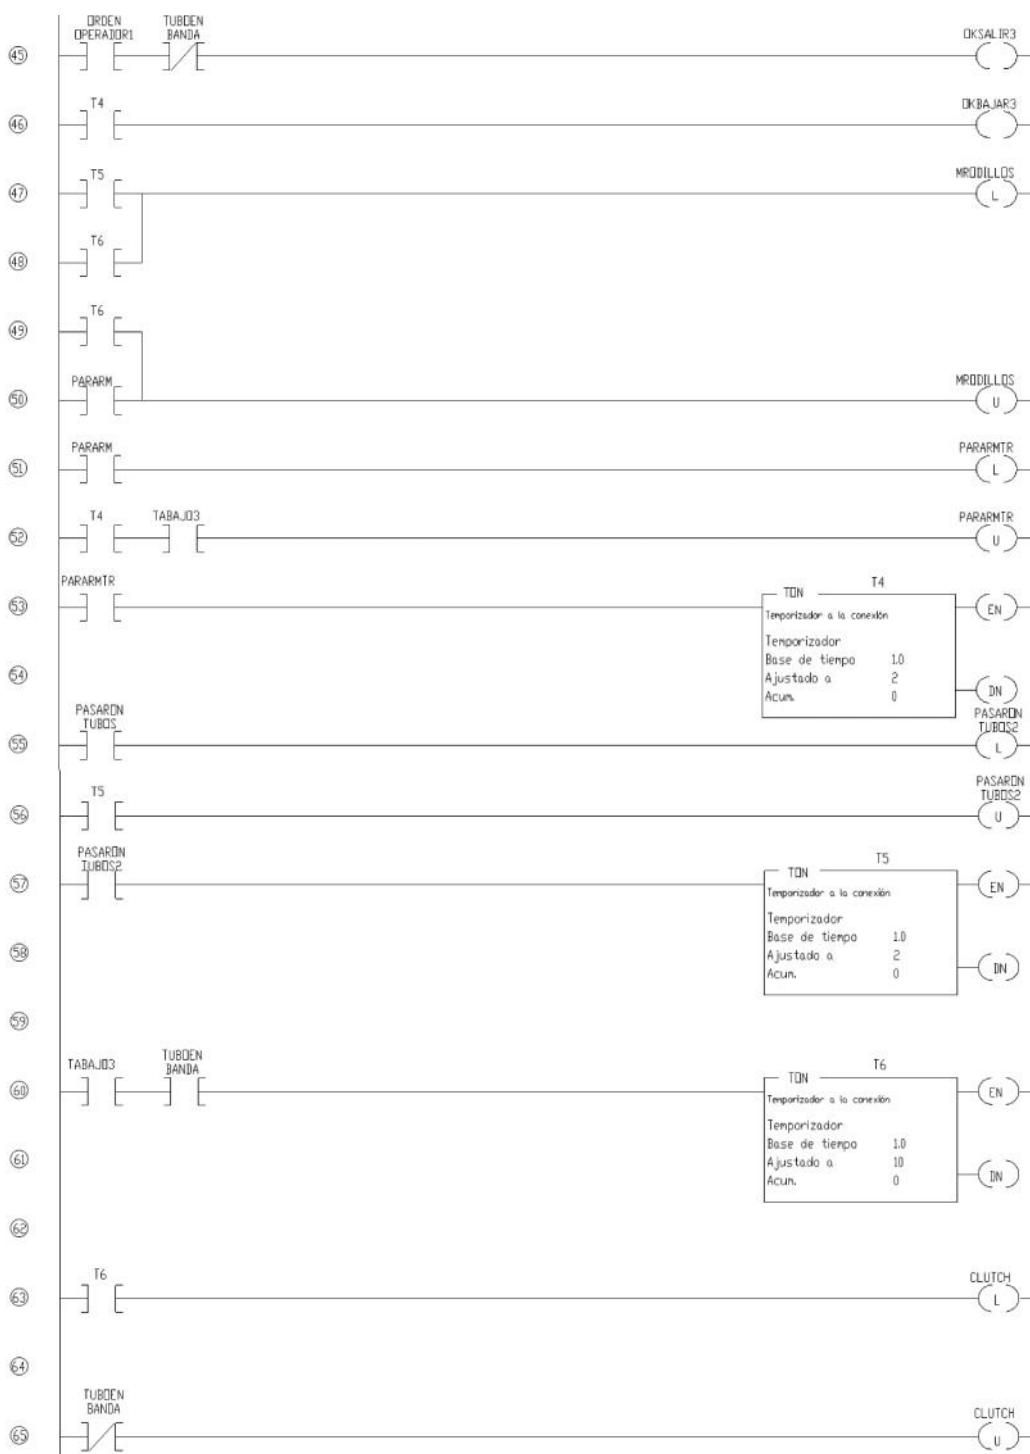 ORDEN
OPERADOR1
TUBOEN
BANDA
OKSALIR3
45
T4
OKBAJAR3
46
T5
MRODILLOS
47
L
T6
48
T6
49
PARARM
MRODILLOS
50
U
PARARM
PARARMTR
51
L
T4
TABAJO3
PARARMTR
52
U
PARARMTR
T4
53
TON
EN
Temporizador a la conexión
Temporizador
Base de tiempo 1.0
54
Ajustado a 2
Acum. 0
DN
PASARON
TUBOS
PASARON
TUBOS2
55
L
T5
PASARON
TUBOS2
56
U
PASARON
TUBOS2
T5
57
TON
EN
Temporizador a la conexión
Temporizador
Base de tiempo 1.0
58
Ajustado a 2
Acum. 0
DN
59
TABAJO3
TUBOEN
BANDA
T6
60
TON
EN
Temporizador a la conexión
Temporizador
Base de tiempo 1.0
61
Ajustado a 10
Acum. 0
DN
62
T6
CLUTCH
63
L
64
TUBOEN
BANDA
CLUTCH
65
U